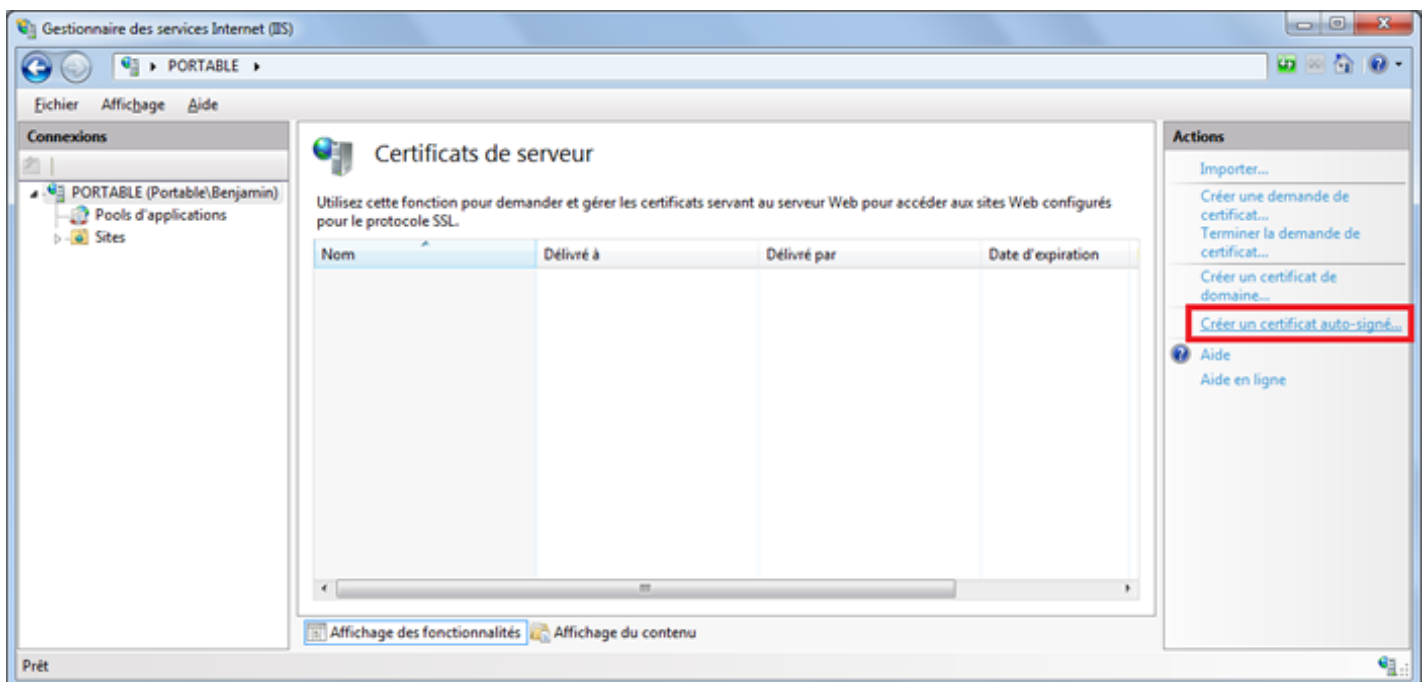 Gestionnaire des services Internet (IIS)
PORTABLE
Fichier Affichage Aide
Connexions
PORTABLE (Portable\Benjamin)
Pools d'applications
Sites
Certificats de serveur
Utilisez cette fonction pour demander et gérer les certificats servant au serveur Web pour accéder aux sites Web configurés
pour le protocole SSL.
Nom Délivré à Délivré par Date d'expiration
Affichage des fonctionnalités Affichage du contenu
Actions
Importer...
Créer une demande de
certificat...
Terminer la demande de
certificat...
Créer un certificat de
domaine...
Créer un certificat auto-signé...
Aide
Aide en ligne
Prêt